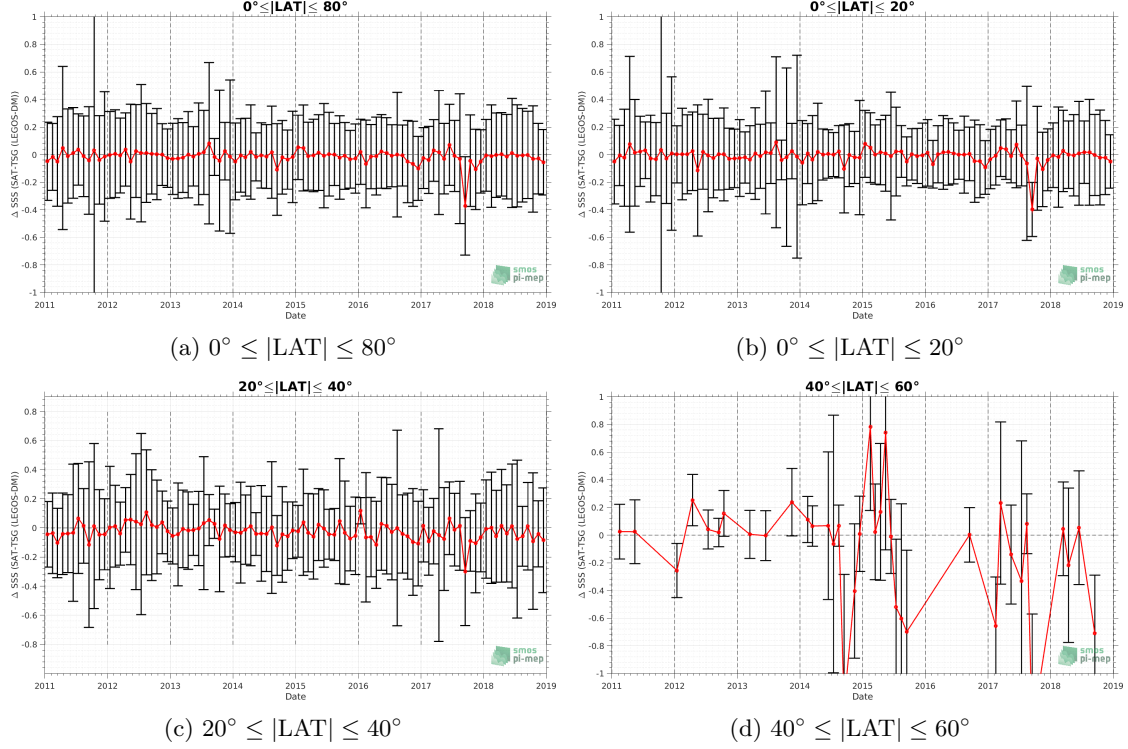 0°≤|LAT|≤ 80°
Δ SSS (SAT-TSG (LEGOS-DM))
1
0.8
0.6
0.4
0.2
0
-0.2
-0.4
-0.6
-0.8
-1
2011 2012 2013 2014 2015 2016 2017 2018 2019
Date
smos
pi-mep
(a) 0° ≤ |LAT| ≤ 80°
0°≤|LAT|≤ 20°
Δ SSS (SAT-TSG (LEGOS-DM))
1
0.8
0.6
0.4
0.2
0
-0.2
-0.4
-0.6
-0.8
-1
2011 2012 2013 2014 2015 2016 2017 2018 2019
Date
smos
pi-mep
(b) 0° ≤ |LAT| ≤ 20°
20°≤|LAT|≤ 40°
Δ SSS (SAT-TSG (LEGOS-DM))
0.8
0.6
0.4
0.2
0
-0.2
-0.4
-0.6
-0.8
2011 2012 2013 2014 2015 2016 2017 2018 2019
Date
smos
pi-mep
(c) 20° ≤ |LAT| ≤ 40°
40°≤|LAT|≤ 60°
Δ SSS (SAT-TSG (LEGOS-DM))
1
0.8
0.6
0.4
0.2
0
-0.2
-0.4
-0.6
-0.8
-1
2011 2012 2013 2014 2015 2016 2017 2018 2019
Date
smos
pi-mep
(d) 40° ≤ |LAT| ≤ 60°